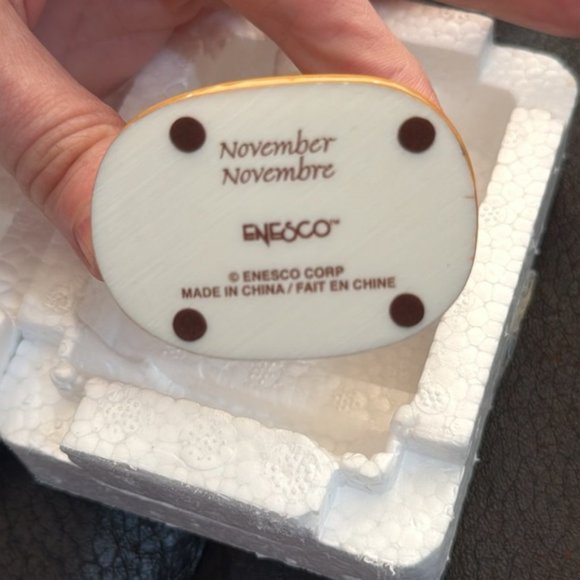 November
Novembre
ENESCO™
© ENESCO CORP
MADE IN CHINA / FAIT EN CHINE